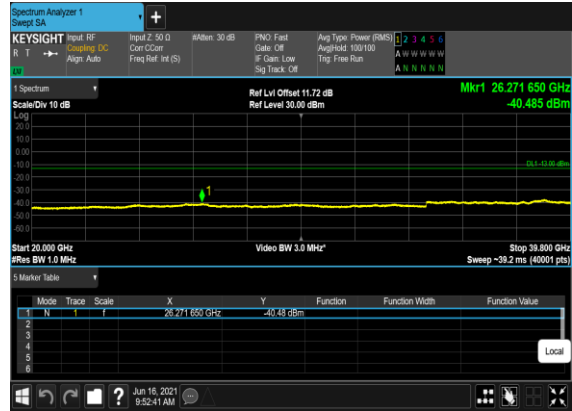 Spectrum Analyzer 1
Swept SA
+
KEYSIGHT Input: RF Input Z: 50 Ω #Atten: 30 dB PNO: Fast Avg Type: Power (RMS) 1 2 3 4 5 6
R T Coupling: DC Corr CCorr Gate: Off Avg|Hold: 100/100 A W W W W W
Align: Auto Freq Ref: Int (S) IF Gain: Low Trig: Free Run
Sig Track: Off A N N N N N
1 Spectrum Ref Lvl Offset 11.72 dB Mkr1 26.271 650 GHz
Scale/Div 10 dB Ref Level 30.00 dBm -40.485 dBm
Log
20.0
10.0
0.00
-10.0 DL1 -13.00 dBm
-20.0
-30.0 1
-40.0
-50.0
-60.0
Start 20.000 GHz Video BW 3.0 MHz* Stop 39.800 GHz
#Res BW 1.0 MHz Sweep ~39.2 ms (40001 pts)
5 Marker Table
Mode Trace Scale X Y Function Function Width Function Value
1 N 1 f 26.271 650 GHz -40.48 dBm
2
3
4
5
6
Local
? Jun 16, 2021
9:52:41 AM